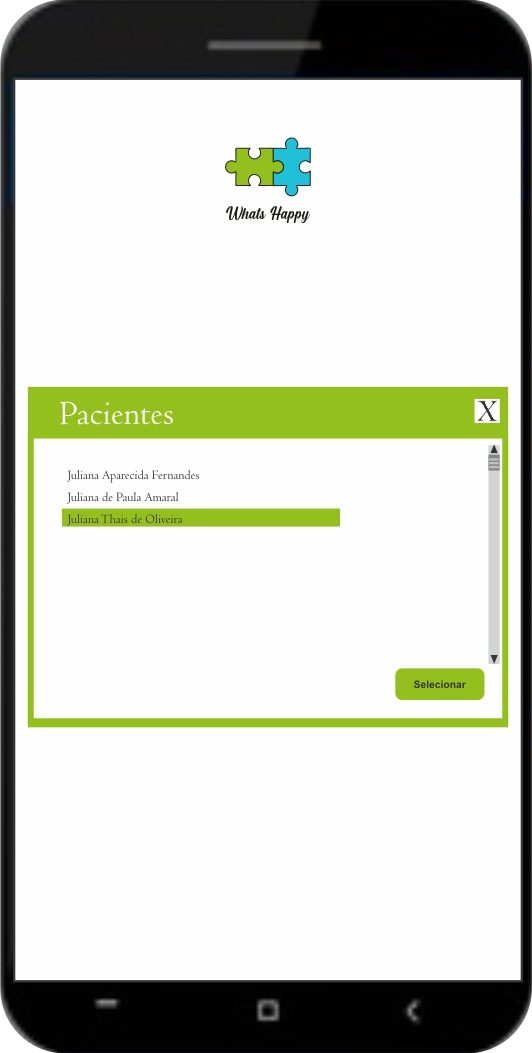 Whats Happy
Pacientes
X
Juliana Aparecida Fernandes
Juliana de Paula Amaral
Juliana Thais de Oliveira
Selecionar